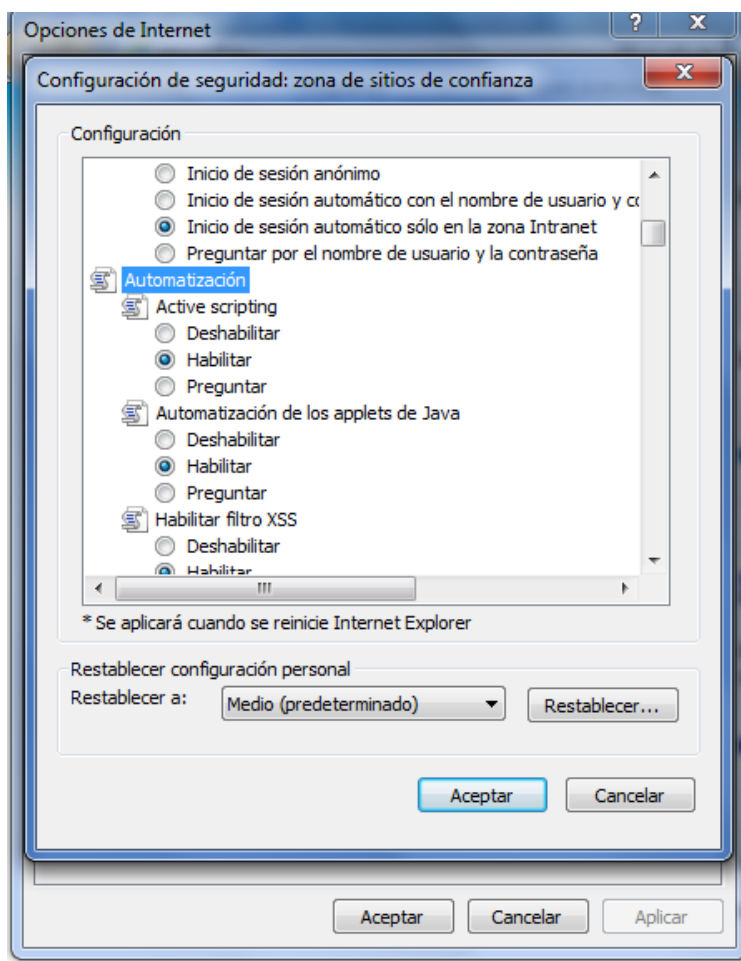 Opciones de Internet
?
X
Configuración de seguridad: zona de sitios de confianza
X
Configuración
Inicio de sesión anónimo
Inicio de sesión automático con el nombre de usuario y co
Inicio de sesión automático sólo en la zona Intranet
Preguntar por el nombre de usuario y la contraseña
Automatización
Active scripting
Deshabilitar
Habilitar
Preguntar
Automatización de los applets de Java
Deshabilitar
Habilitar
Preguntar
Habilitar filtro XSS
Deshabilitar
Habilitar
* Se aplicará cuando se reinicie Internet Explorer
Restablecer configuración personal
Restablecer a:
Medio (predeterminado)
Restablecer...
Aceptar
Cancelar
Aceptar
Cancelar
Aplicar